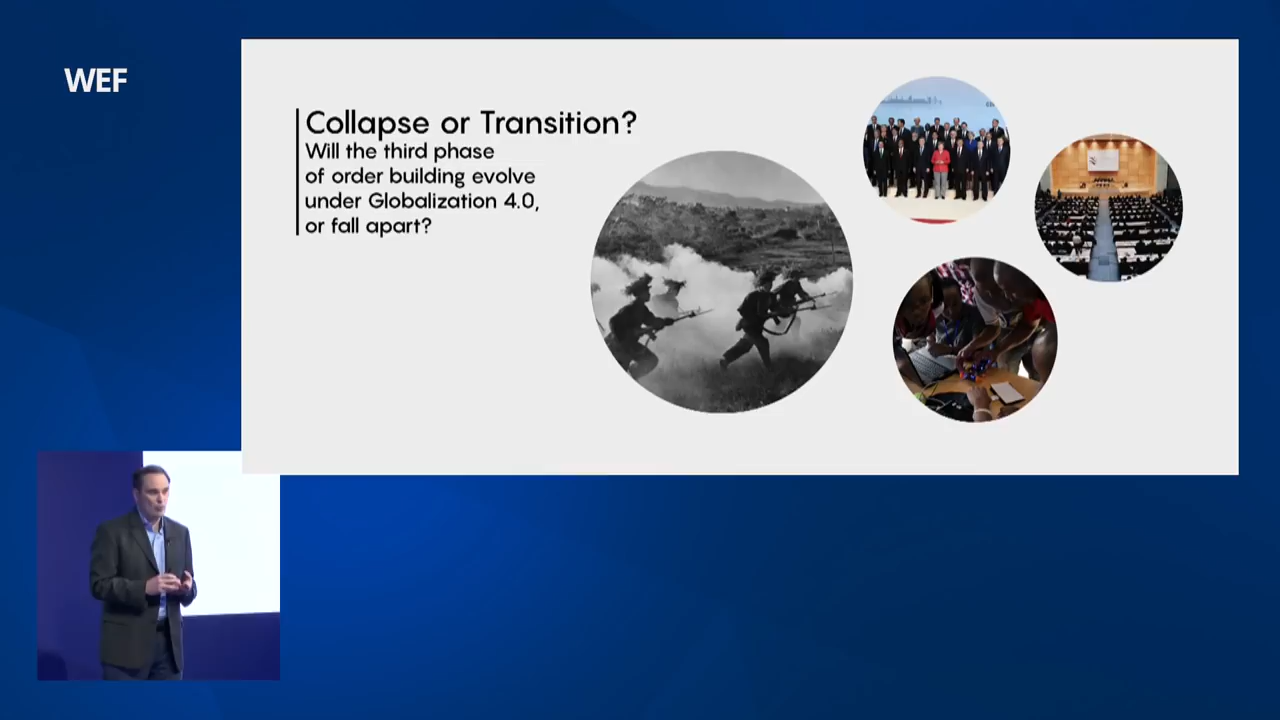 WEF
Collapse or Transition?
Will the third phase
of order building evolve
under Globalization 4.0,
or fall apart?